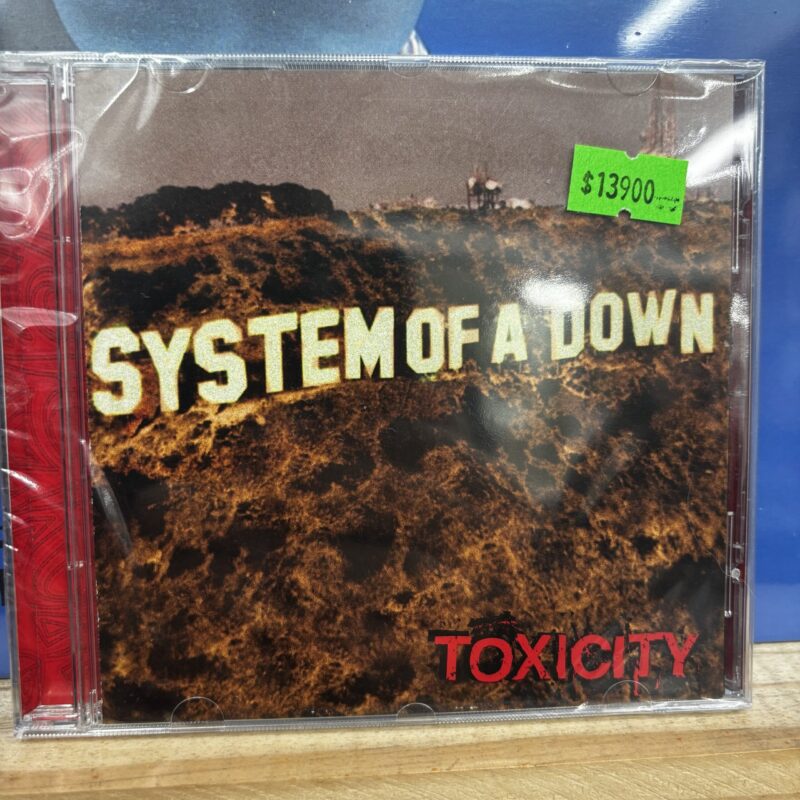 $13900
SYSTEM OF A DOWN
TOXICITY